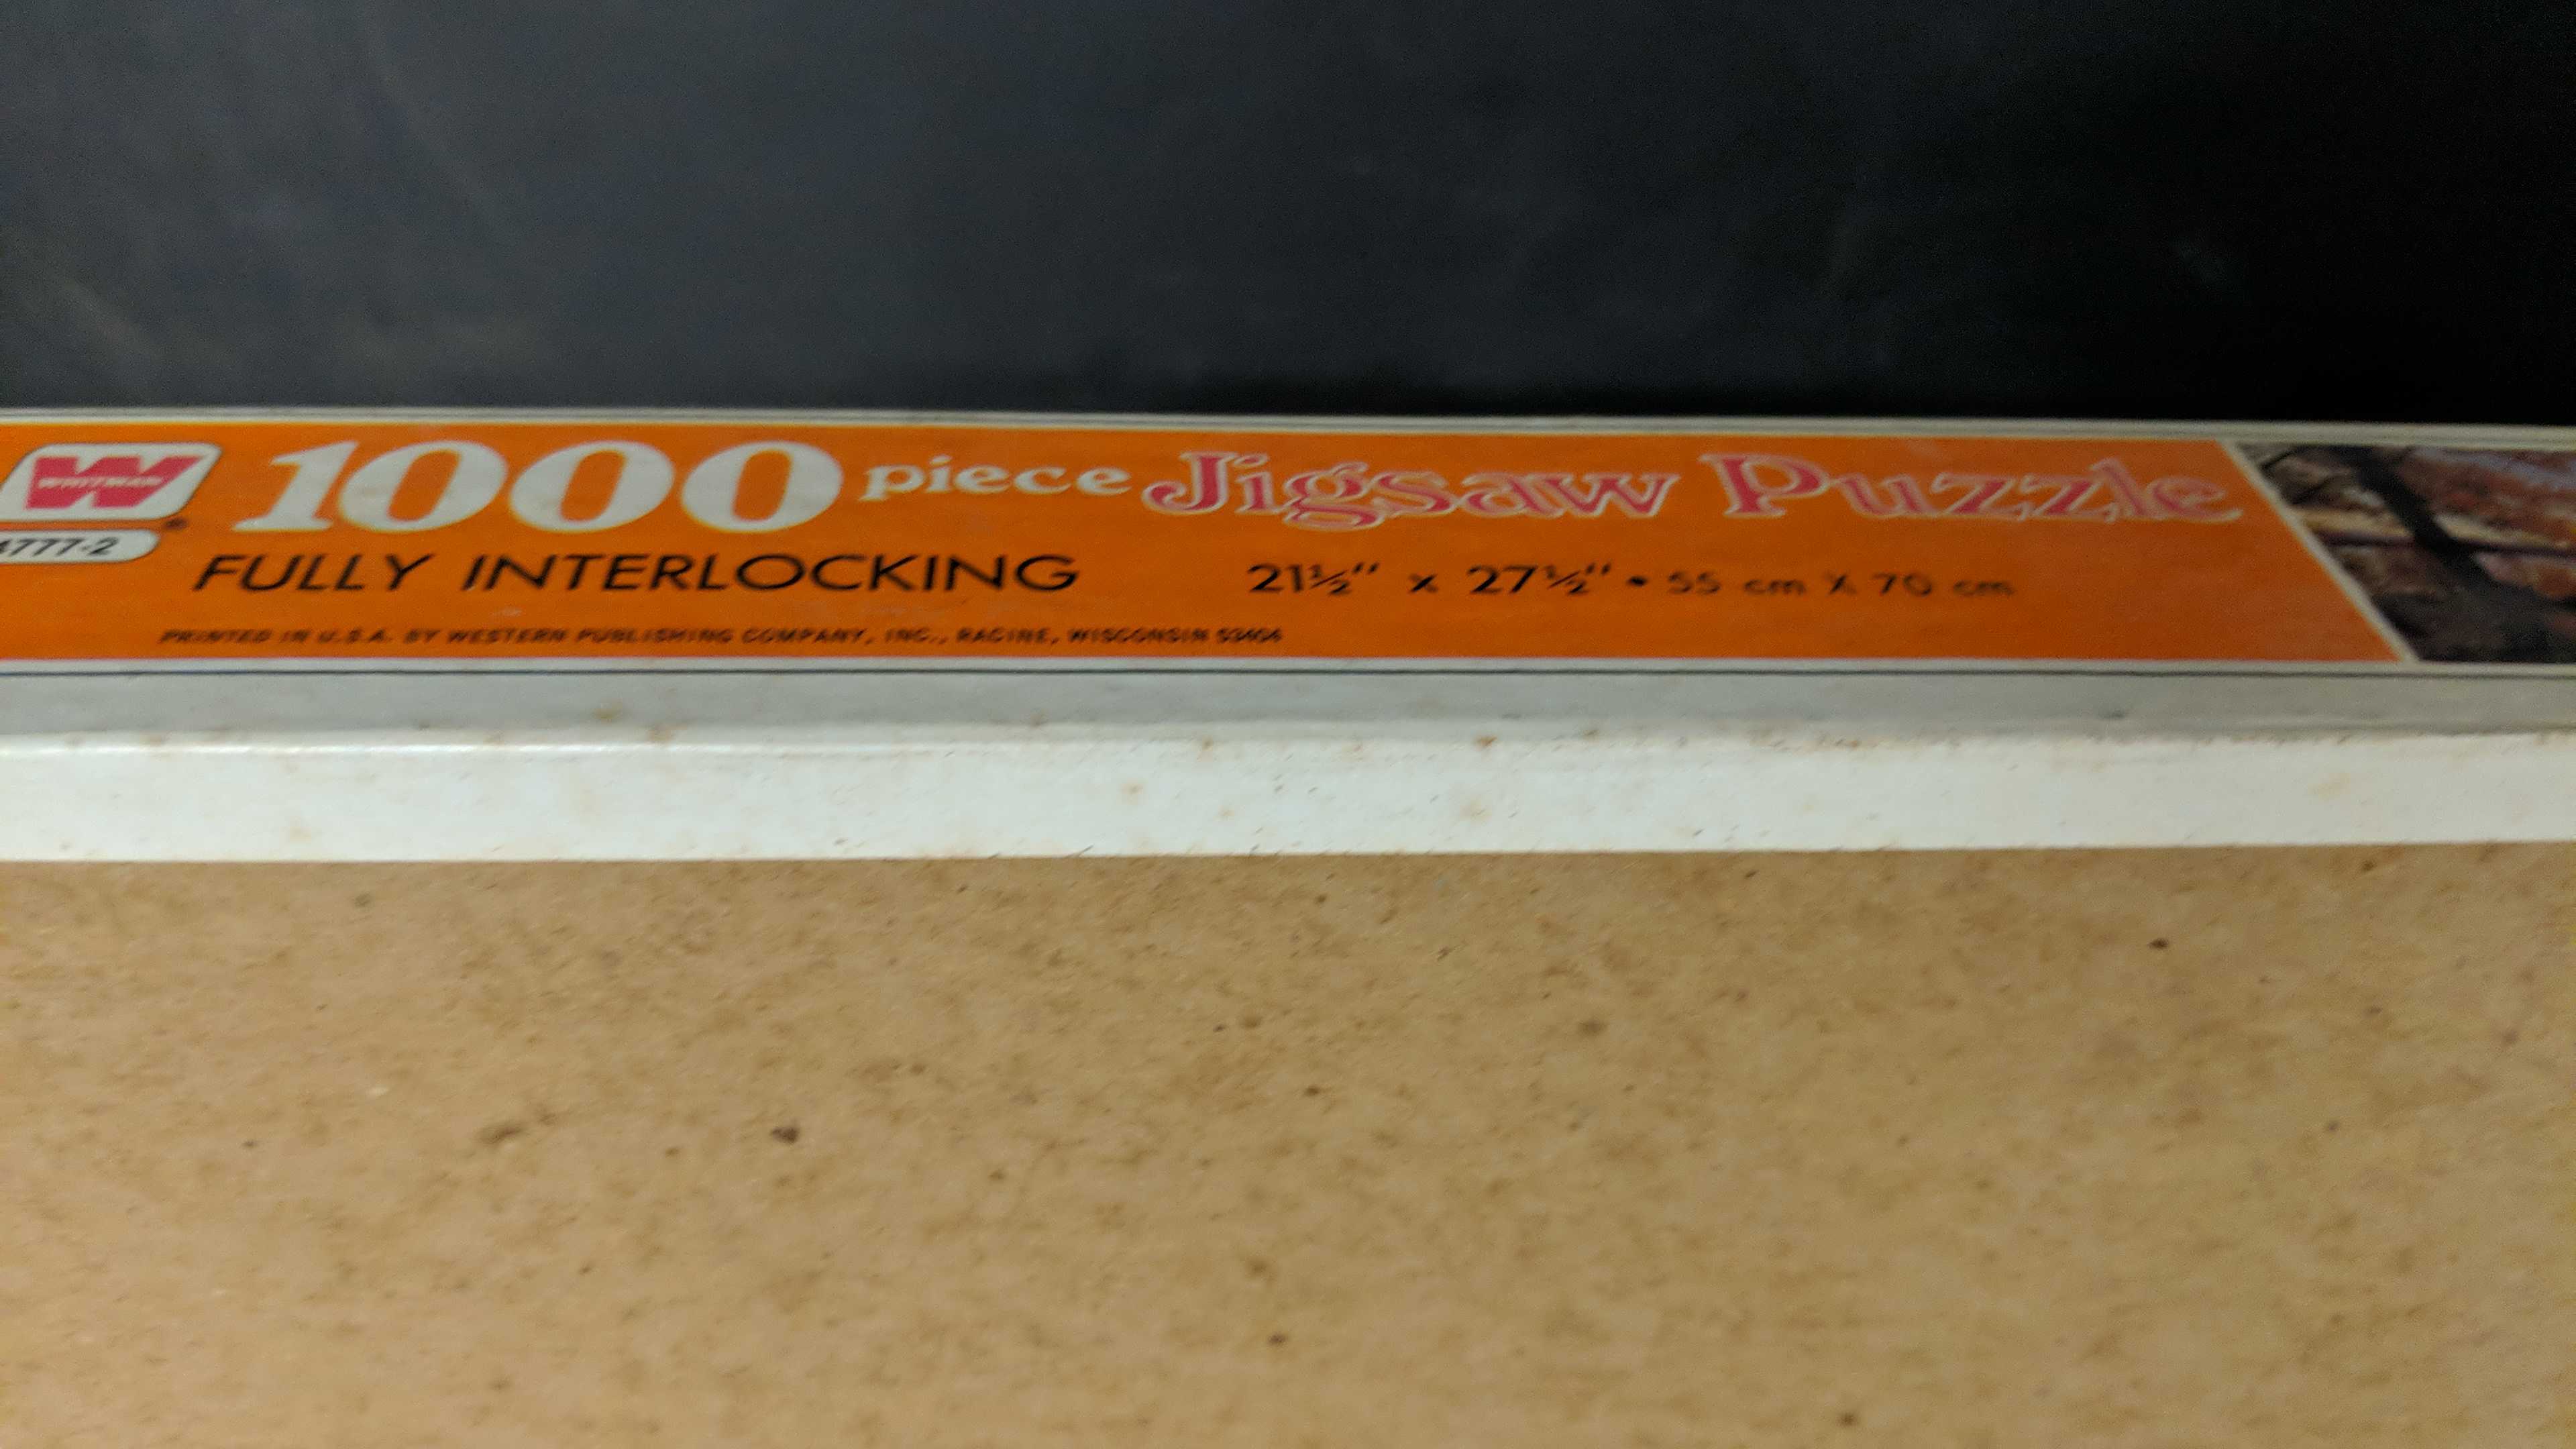 WHITMAN
1000 piece Jigsaw Puzzle
4777-2
FULLY INTERLOCKING
21½" x 27½" • 55 cm X 70 cm
PRINTED IN U.S.A. BY WESTERN PUBLISHING COMPANY, INC., RACINE, WISCONSIN 53404